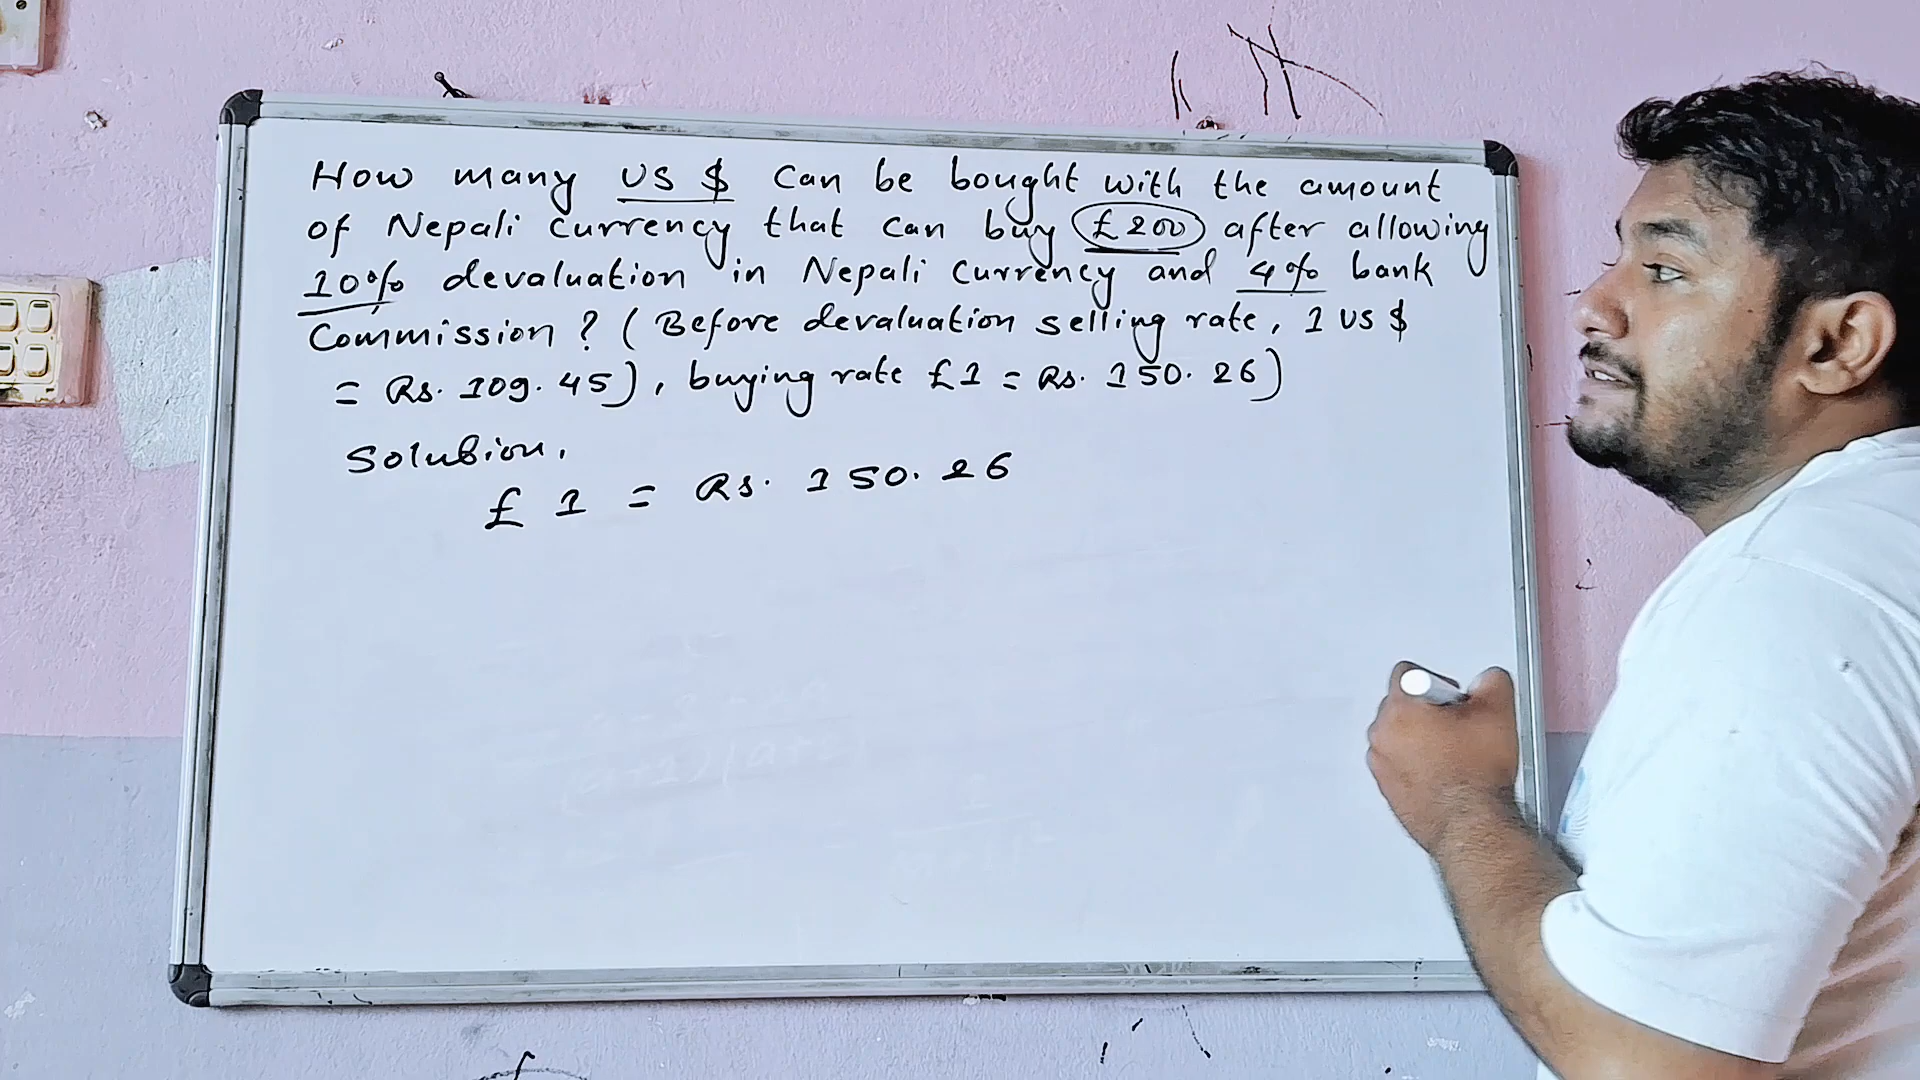 How many US $ can be bought with the amount
of Nepali currency that can buy £200 after allowing
10% devaluation in Nepali currency and 4% bank
commission? (Before devaluation selling rate, 1 US $
= Rs. 109.45), buying rate £1 = Rs. 150.26)
Solution,
£ 1 = Rs. 150.26